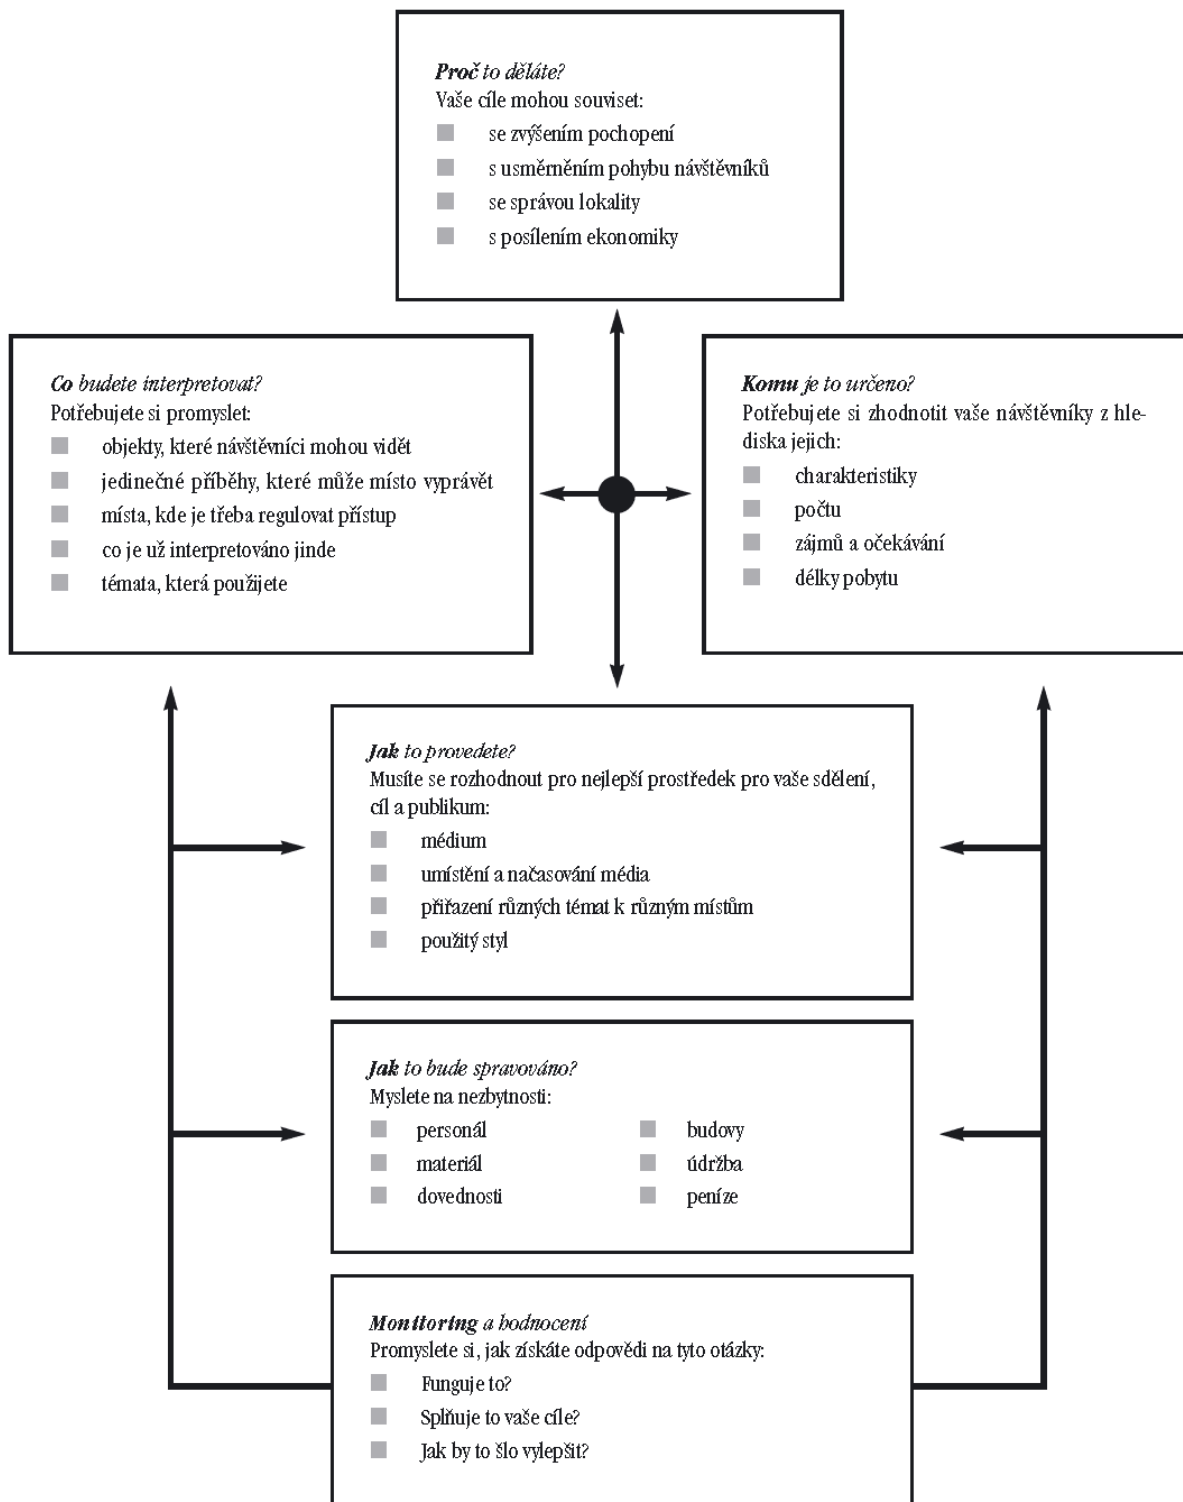 Proč to děláte?
Vaše cíle mohou souviset:
se zvýšením pochopení
s usměrněním pohybu návštěvníků
se správou lokality
s posílením ekonomiky
Co budete interpretovat?
Potřebujete si promyslet:
objekty, které návštěvníci mohou vidět
jedinečné příběhy, které může místo vyprávět
místa, kde je třeba regulovat přístup
co je už interpretováno jinde
témata, která použijete
Komu je to určeno?
Potřebujete si zhodnotit vaše návštěvníky z hle-
diska jejich:
charakteristiky
počtu
zájmů a očekávání
délky pobytu
Jak to provedete?
Musíte se rozhodnout pro nejlepší prostředek pro vaše sdělení,
cíl a publikum:
médium
umístění a načasování média
přiřazení různých témat k různým místům
použitý styl
Jak to bude spravováno?
Myslete na nezbytnosti:
personál
materiál
dovednosti
budovy
údržba
peníze
Monitoring a hodnocení
Promyslete si, jak získáte odpovědi na tyto otázky:
Funguje to?
Splňuje to vaše cíle?
Jak by to šlo vylepšit?